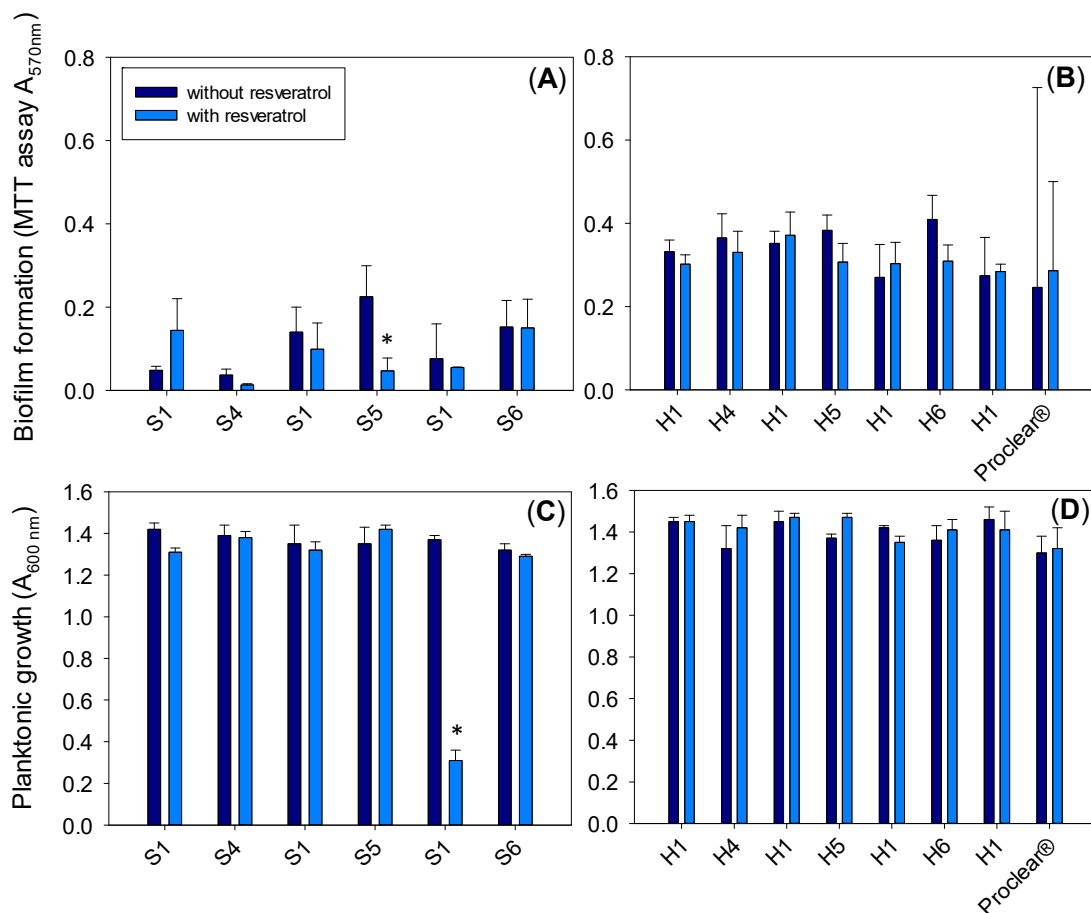 Biofilm formation (MTT assay A570nm)
(A)
without resveratrol
with resveratrol
0.8
0.6
0.4
0.2
0.0
*
S1 S4 S1 S5 S1 S6
(B)
0.8
0.6
0.4
0.2
0.0
H1 H4 H1 H5 H1 H6 H1 Proclear®
Planktonic growth (A600 nm)
(C)
1.6
1.4
1.2
1.0
0.8
0.6
0.4
0.2
0.0
*
S1 S4 S1 S5 S1 S6
(D)
1.6
1.4
1.2
1.0
0.8
0.6
0.4
0.2
0.0
H1 H4 H1 H5 H1 H6 H1 Proclear®